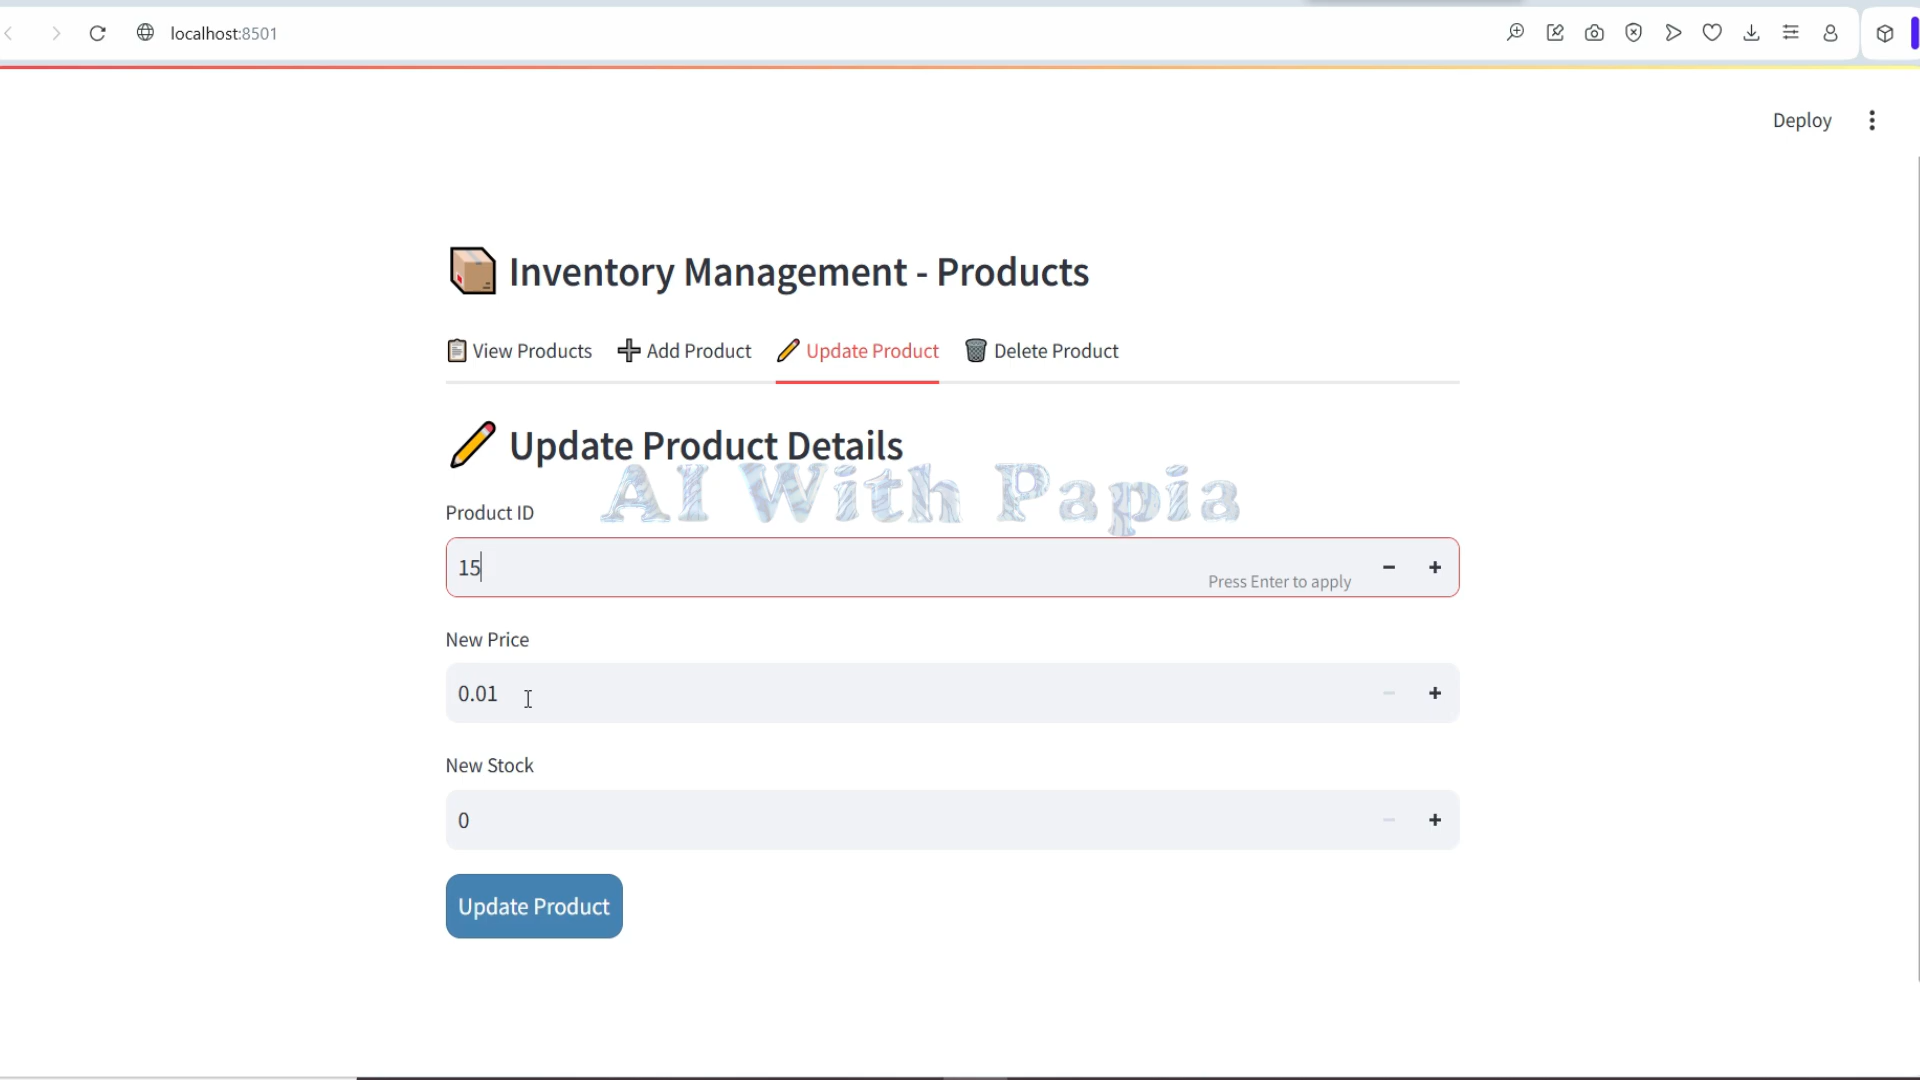 localhost:8501
Deploy
Inventory Management - Products
View Products Add Product Update Product Delete Product
Update Product Details
AI With Papia
Product ID
15
Press Enter to apply
New Price
0.01
New Stock
0
Update Product